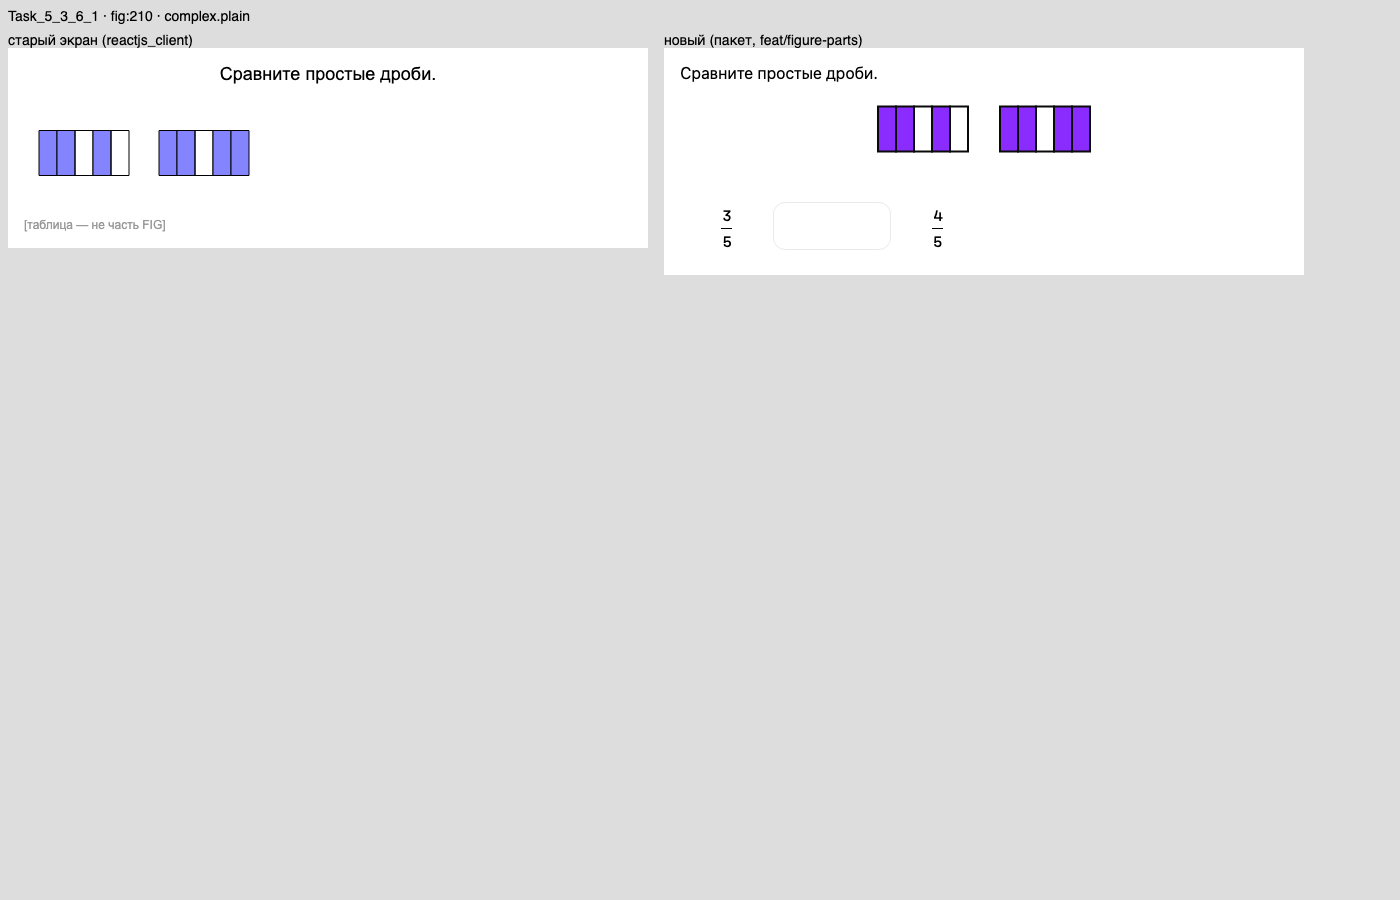 Task_5_3_6_1 · fig:210 · complex.plain
старый экран (reactjs_client)
Сравните простые дроби.
[таблица — не часть FIG]
новый (пакет, feat/figure-parts)
Сравните простые дроби.
3 4
5 5